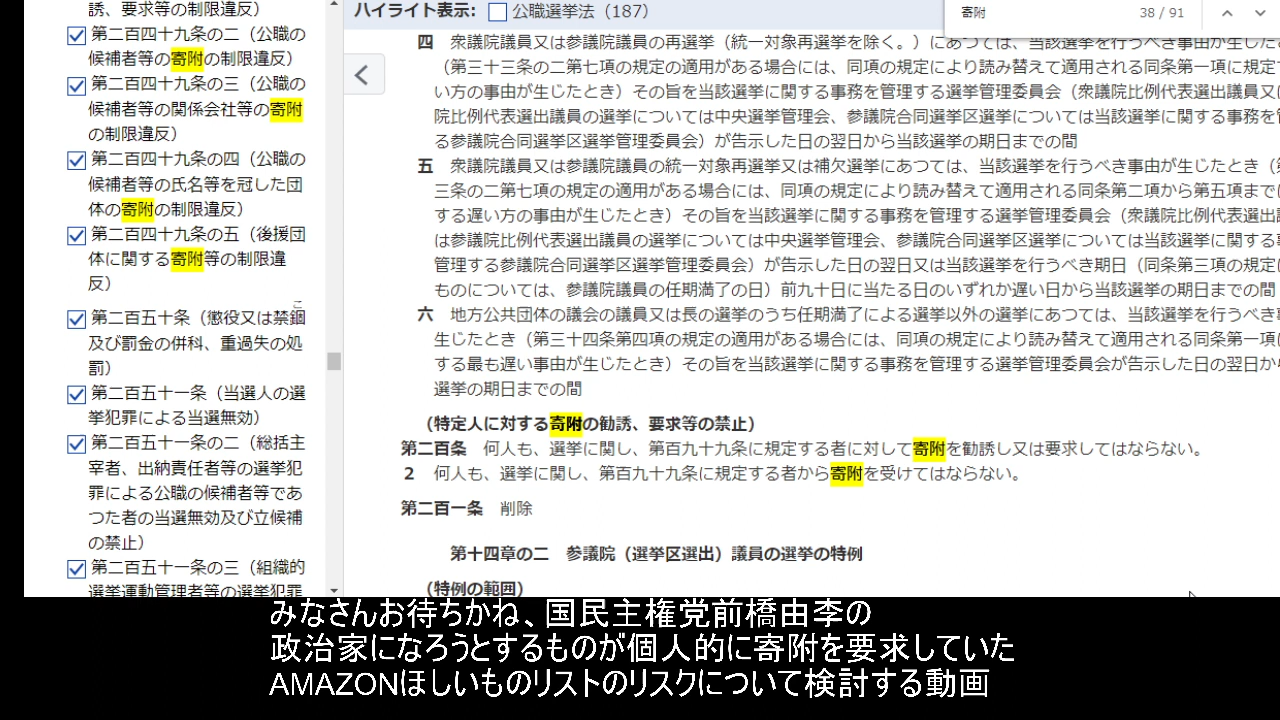 誘、要求等の制限違反）
第二百四十九条の二（公職の
候補者等の寄附の制限違反）
第二百四十九条の三（公職の
候補者等の関係会社等の寄附
の制限違反）
第二百四十九条の四（公職の
候補者等の氏名等を冠した団
体の寄附の制限違反）
第二百四十九条の五（後援団
体に関する寄附等の制限違
反）
こ
第二百五十条（懲役又は禁錮
及び罰金の併科、重過失の処
罰）
第二百五十一条（当選人の選
挙犯罪による当選無効）
第二百五十一条の二（総括主
宰者、出納責任者等の選挙犯
罪による公職の候補者等であ
つた者の当選無効及び立候補
の禁止）
第二百五十一条の三（組織的
選挙運動管理者等の選挙犯罪
ハイライト表示: 公職選挙法（187）
寄附 38 / 91
四 衆議院議員又は参議院議員の再選挙（統一対象再選挙を除く。）にあつては、当該選挙を行うべき事由が生じたと
（第三十三条の二第七項の規定の適用がある場合には、同項の規定により読み替えて適用される同条第一項に規定す
い方の事由が生じたとき）その旨を当該選挙に関する事務を管理する選挙管理委員会（衆議院比例代表選出議員又は
院比例代表選出議員の選挙については中央選挙管理会、参議院合同選挙区選挙については当該選挙に関する事務を管
る参議院合同選挙区選挙管理委員会）が告示した日の翌日から当該選挙の期日までの間
五 衆議院議員又は参議院議員の統一対象再選挙又は補欠選挙にあつては、当該選挙を行うべき事由が生じたとき（第
三条の二第七項の規定の適用がある場合には、同項の規定により読み替えて適用される同条第二項から第五項まで
する遅い方の事由が生じたとき）その旨を当該選挙に関する事務を管理する選挙管理委員会（衆議院比例代表選出
は参議院比例代表選出議員の選挙については中央選挙管理会、参議院合同選挙区選挙については当該選挙に関する
管理する参議院合同選挙区選挙管理委員会）が告示した日の翌日又は当該選挙を行うべき期日（同条第三項の規定
ものについては、参議院議員の任期満了の日）前九十日に当たる日のいずれか遅い日から当該選挙の期日までの間
六 地方公共団体の議会の議員又は長の選挙のうち任期満了による選挙以外の選挙にあつては、当該選挙を行うべき
生じたとき（第三十四条第四項の規定の適用がある場合には、同項の規定により読み替えて適用される同条第一項
する最も遅い事由が生じたとき）その旨を当該選挙に関する事務を管理する選挙管理委員会が告示した日の翌日か
選挙の期日までの間
（特定人に対する寄附の勧誘、要求等の禁止）
第二百条 何人も、選挙に関し、第百九十九条に規定する者に対して寄附を勧誘し又は要求してはならない。
2 何人も、選挙に関し、第百九十九条に規定する者から寄附を受けてはならない。
第二百一条 削除
第十四章の二 参議院（選挙区選出）議員の選挙の特例
（特例の範囲）
みなさんお待ちかね、国民主権党前橋由李の
政治家になろうとするものが個人的に寄附を要求していた
AMAZONほしいものリストのリスクについて検討する動画